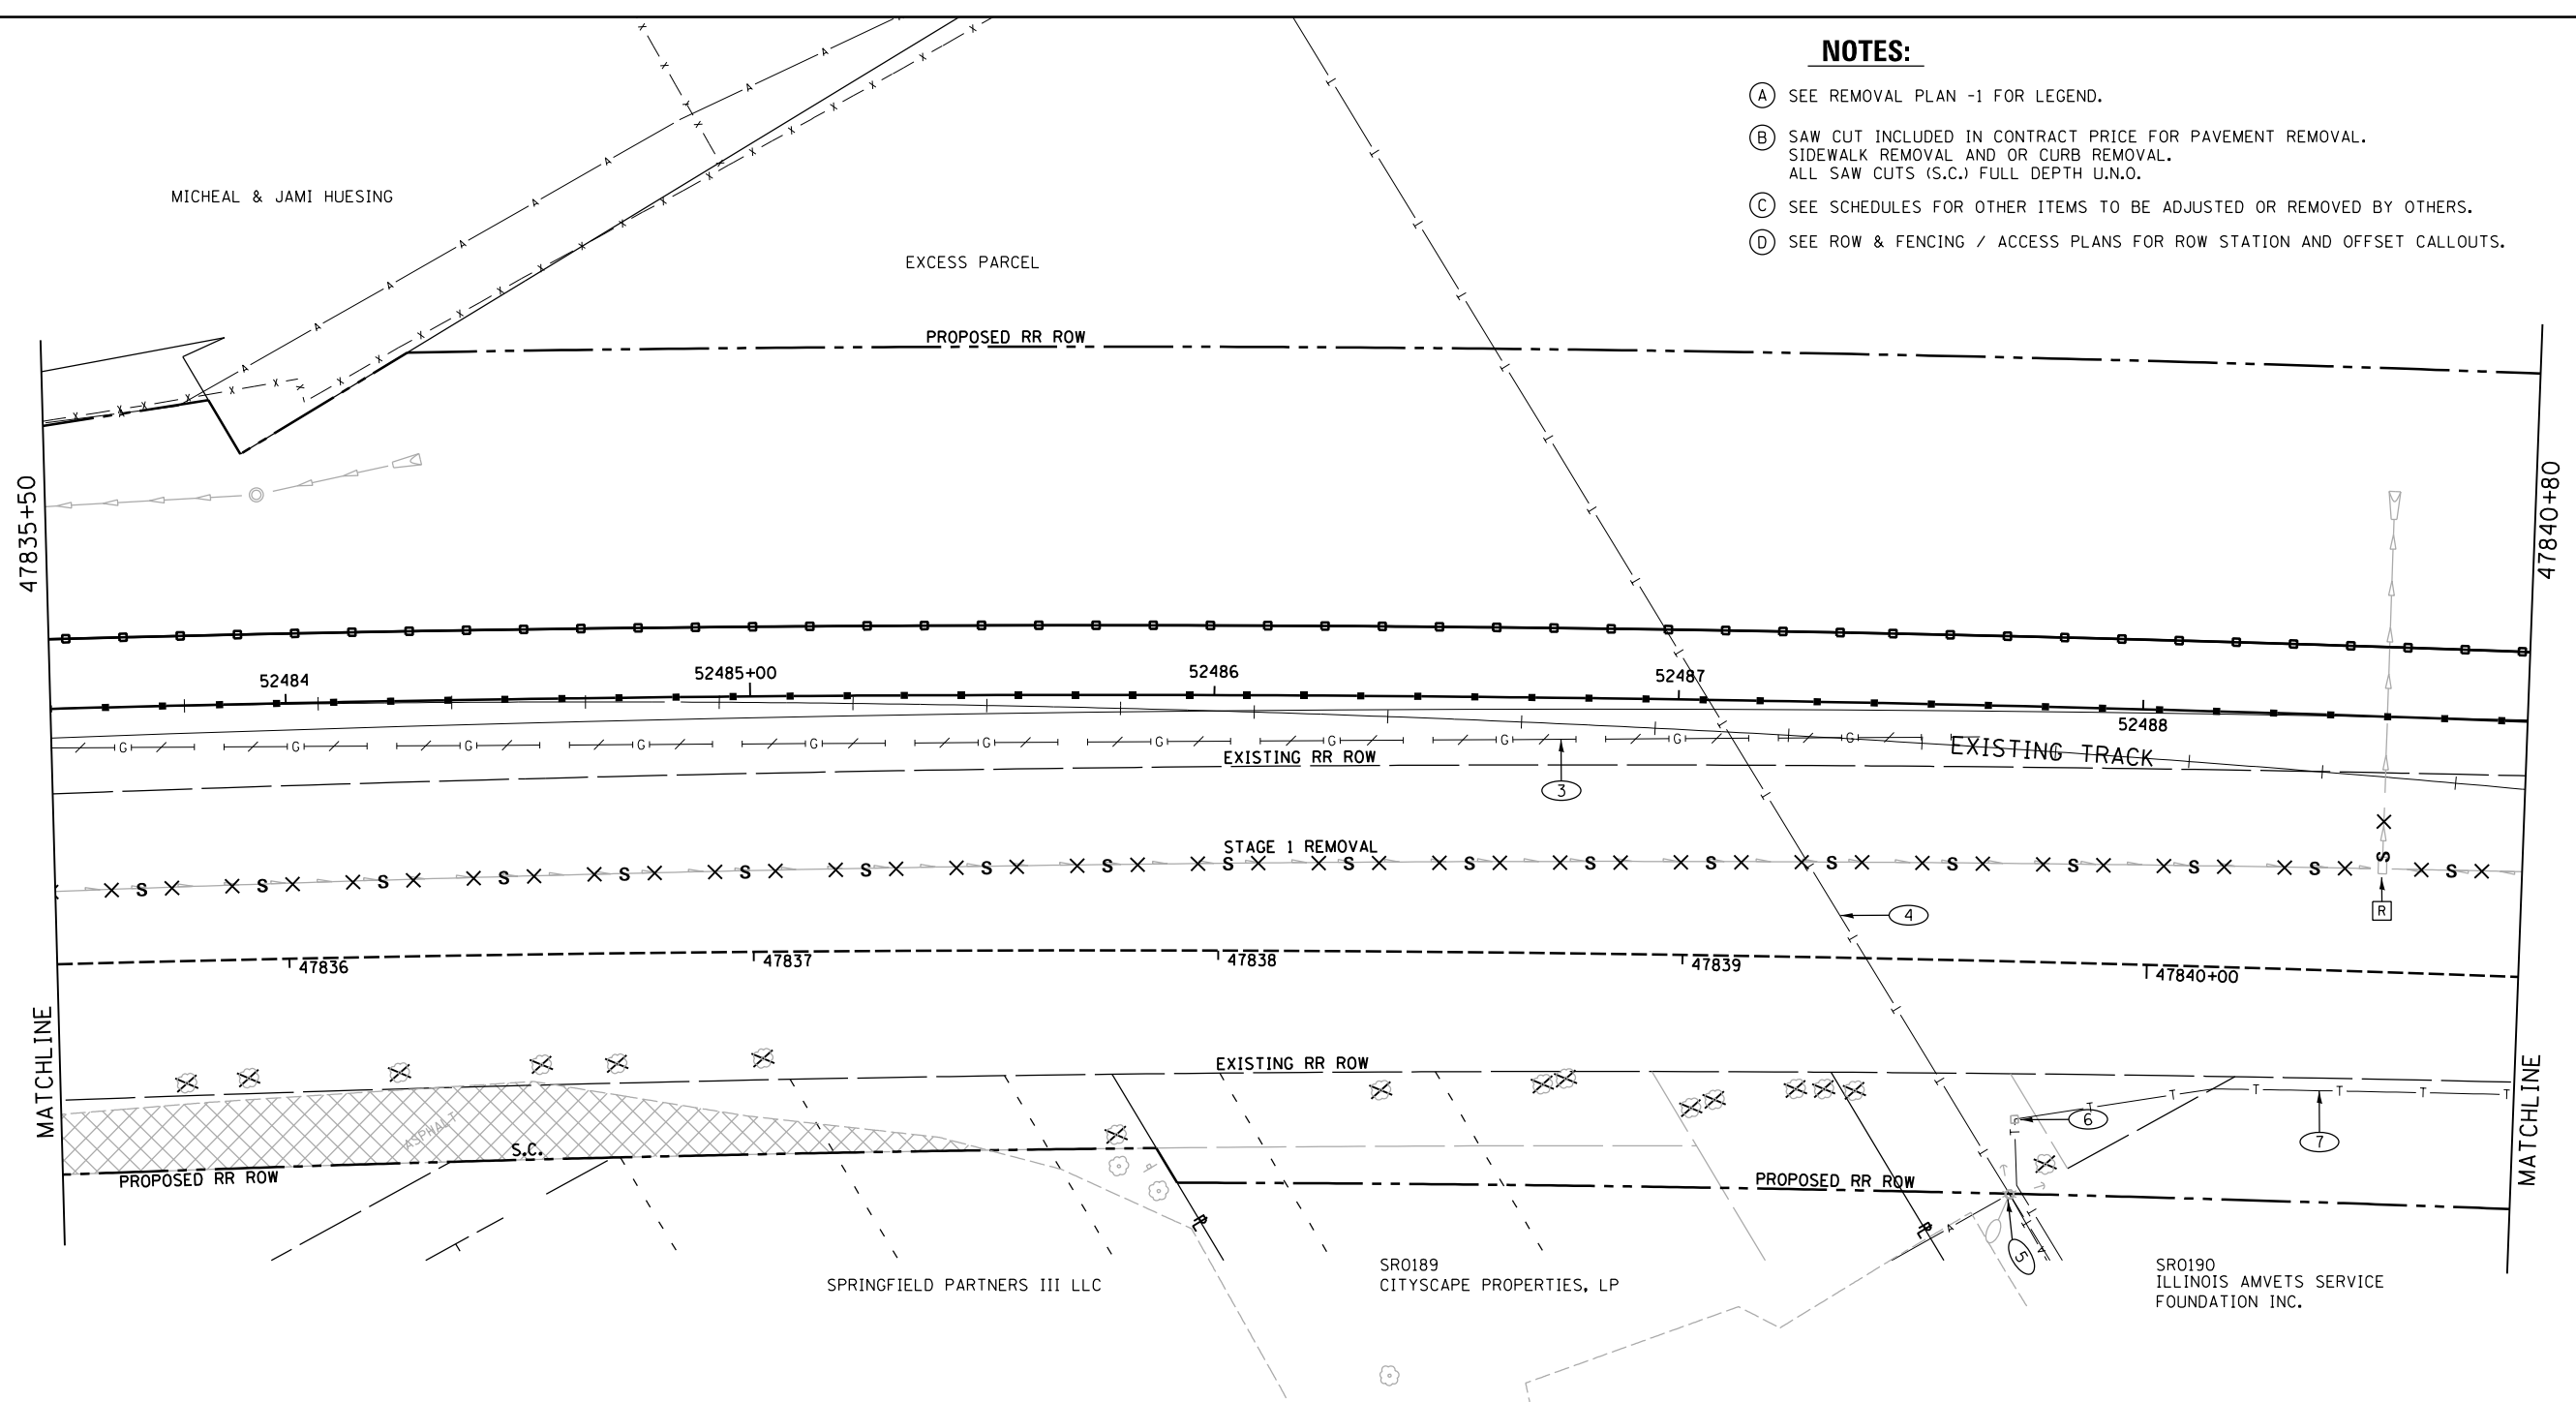 NOTES:
A SEE REMOVAL PLAN -1 FOR LEGEND.
B SAW CUT INCLUDED IN CONTRACT PRICE FOR PAVEMENT REMOVAL.
SIDEWALK REMOVAL AND OR CURB REMOVAL.
ALL SAW CUTS (S.C.) FULL DEPTH U.N.O.
C SEE SCHEDULES FOR OTHER ITEMS TO BE ADJUSTED OR REMOVED BY OTHERS.
D SEE ROW & FENCING / ACCESS PLANS FOR ROW STATION AND OFFSET CALLOUTS.
MICHEAL & JAMI HUESING
EXCESS PARCEL
PROPOSED RR ROW
47835+50
47840+80
52484
52485+00
52486
52487
52488
EXISTING TRACK
EXISTING RR ROW
3
STAGE 1 REMOVAL
4
R
47836
47837
47838
47839
47840+00
MATCHLINE
MATCHLINE
EXISTING RR ROW
ASPHALT
S.C.
PROPOSED RR ROW
PROPOSED RR ROW
6
7
5
SPRINGFIELD PARTNERS III LLC
SRO189
CITYSCAPE PROPERTIES, LP
SRO190
ILLINOIS AMVETS SERVICE
FOUNDATION INC.